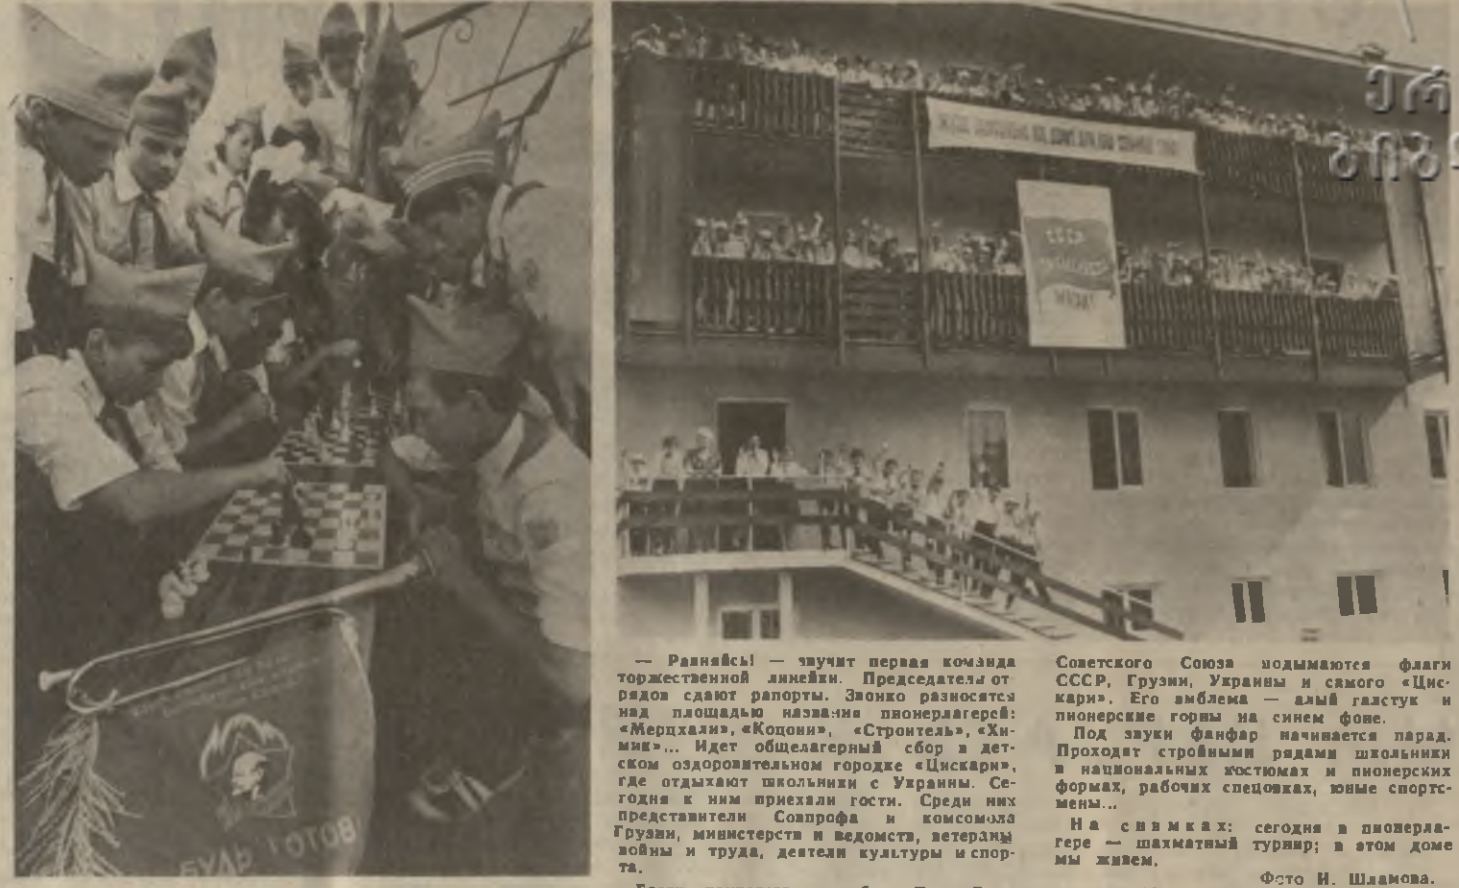 БУДЬ ГОТОВ!
СССР
МИРА!
— Равняйсь! — звучит первая команда
торжественной линейки. Председатели от-
рядов сдают рапорты. Звонко разносятся
над площадью названия пионерлагерей:
«Мерцхали», «Коцони», «Строитель», «Хи-
мик»... Идет общелагерный сбор в дет-
ском оздоровительном городке «Цискари»,
где отдыхают школьники с Украины. Се-
годня к ним приехали гости. Среди них
представители Совпрофа и комсомола
Грузии, министерств и ведомств, ветераны
войны и труда, деятели культуры и спор-
та.
Советского Союза подымаются флаги
СССР, Грузии, Украины и самого «Цис-
кари». Его эмблема — алый галстук и
пионерские горны на синем фоне.
Под звуки фанфар начинается парад.
Проходят стройными рядами школьники
в национальных костюмах и пионерских
формах, рабочих спецовках, юные спортс-
мены...
На снимках: сегодня в пионерла-
гере — шахматный турнир; в этом доме
мы живем.
Фото И. Шламова.